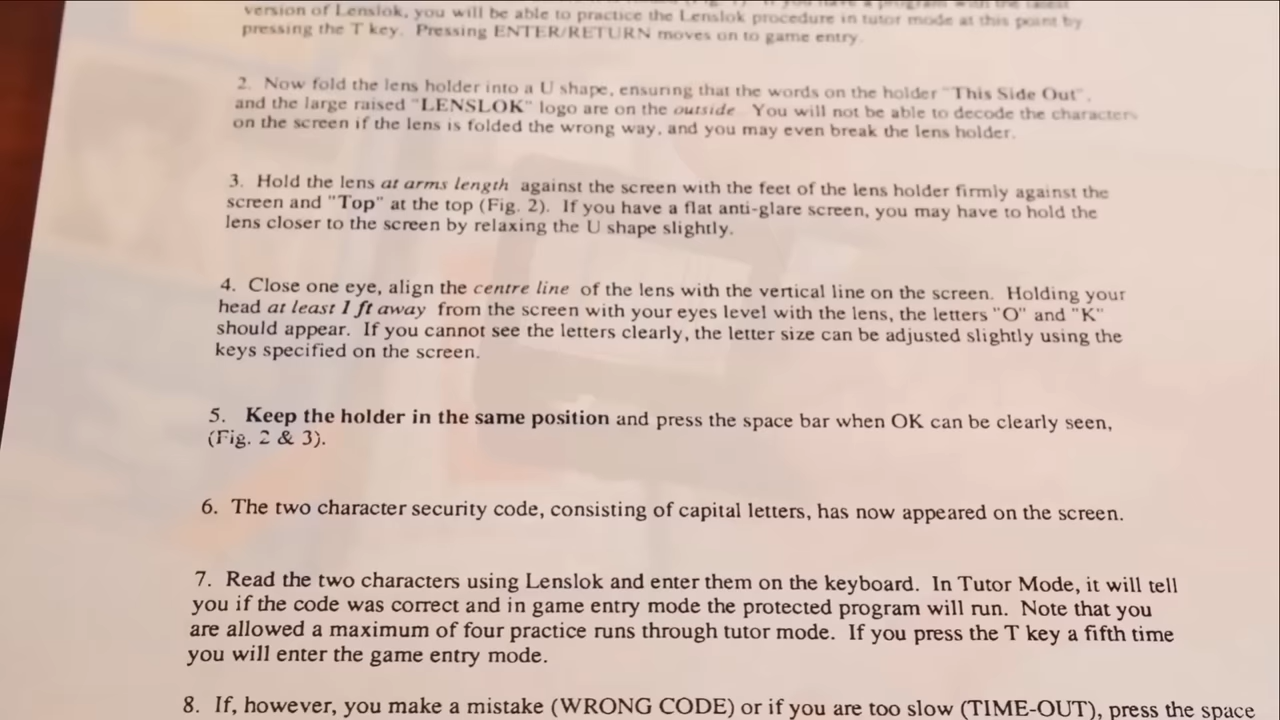 version of Lenslok, you will be able to practice the Lenslok procedure in tutor mode at this point by
pressing the T key. Pressing ENTER/RETURN moves on to game entry.
2. Now fold the lens holder into a U shape, ensuring that the words on the holder "This Side Out",
and the large raised "LENSLOK" logo are on the outside. You will not be able to decode the characters
on the screen if the lens is folded the wrong way, and you may even break the lens holder.
3. Hold the lens at arms length against the screen with the feet of the lens holder firmly against the
screen and "Top" at the top (Fig. 2). If you have a flat anti-glare screen, you may have to hold the
lens closer to the screen by relaxing the U shape slightly.
4. Close one eye, align the centre line of the lens with the vertical line on the screen. Holding your
head at least 1 ft away from the screen with your eyes level with the lens, the letters "O" and "K"
should appear. If you cannot see the letters clearly, the letter size can be adjusted slightly using the
keys specified on the screen.
5. Keep the holder in the same position and press the space bar when OK can be clearly seen,
(Fig. 2 & 3).
6. The two character security code, consisting of capital letters, has now appeared on the screen.
7. Read the two characters using Lenslok and enter them on the keyboard. In Tutor Mode, it will tell
you if the code was correct and in game entry mode the protected program will run. Note that you
are allowed a maximum of four practice runs through tutor mode. If you press the T key a fifth time
you will enter the game entry mode.
8. If, however, you make a mistake (WRONG CODE) or if you are too slow (TIME-OUT), press the space